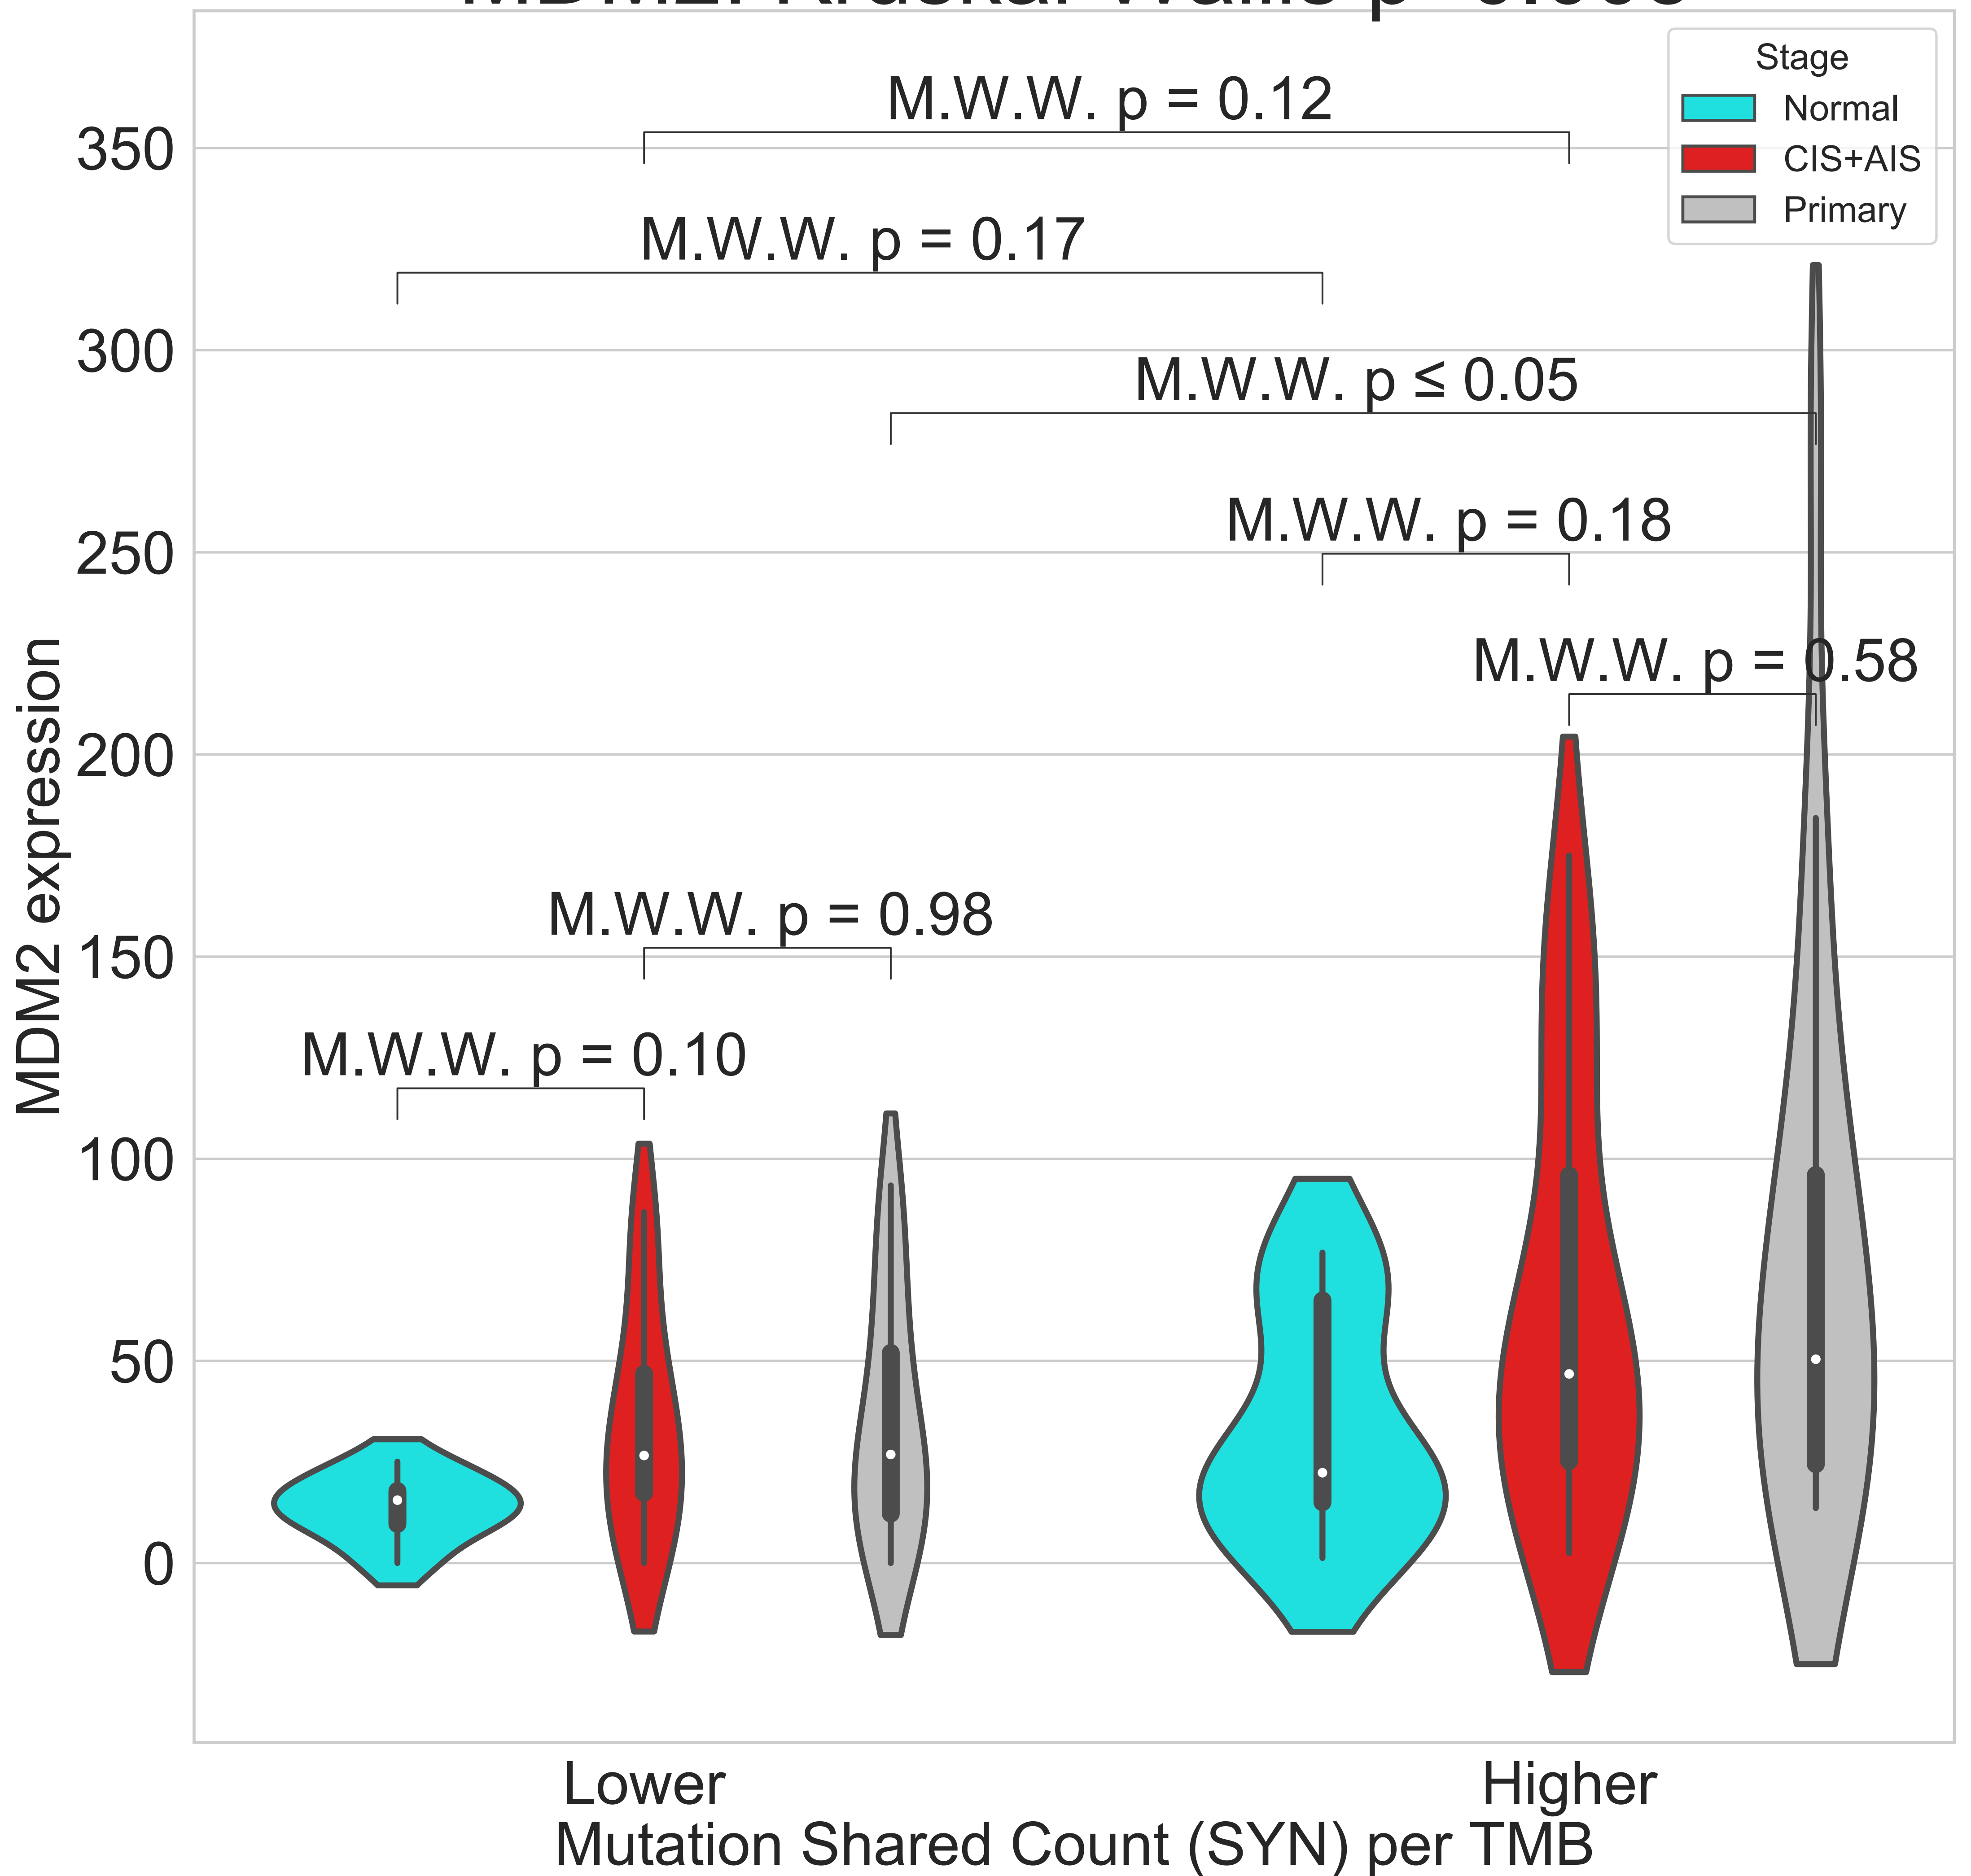 Stage
Normal
CIS+AIS
Primary
M.W.W. p = 0.12
M.W.W. p = 0.17
M.W.W. p ≤ 0.05
M.W.W. p = 0.18
M.W.W. p = 0.58
M.W.W. p = 0.98
M.W.W. p = 0.10
350
300
250
200
150
100
50
0
MDM2 expression
Lower
Higher
Mutation Shared Count (SYN) per TMB